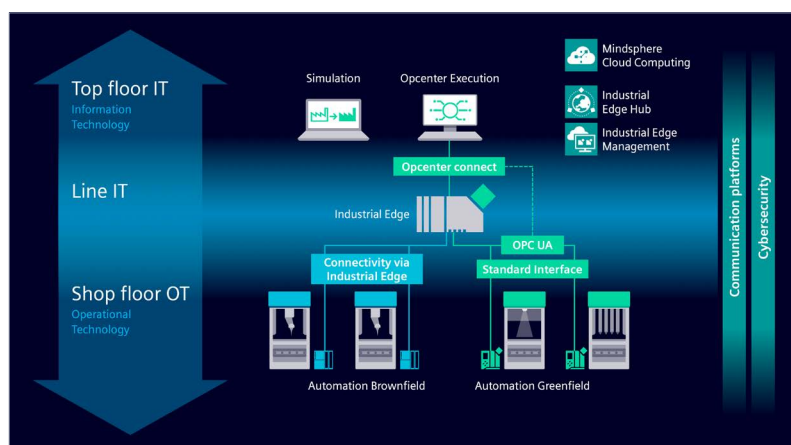 Top floor IT
Information
Technology
Line IT
Shop floor OT
Operational
Technology
Simulation
Opcenter Execution
Opcenter connect
Industrial Edge
OPC UA
Connectivity via
Industrial Edge
Standard Interface
Automation Brownfield
Automation Greenfield
Mindsphere
Cloud Computing
Industrial
Edge Hub
Industrial Edge
Management
Communication platforms
Cybersecurity